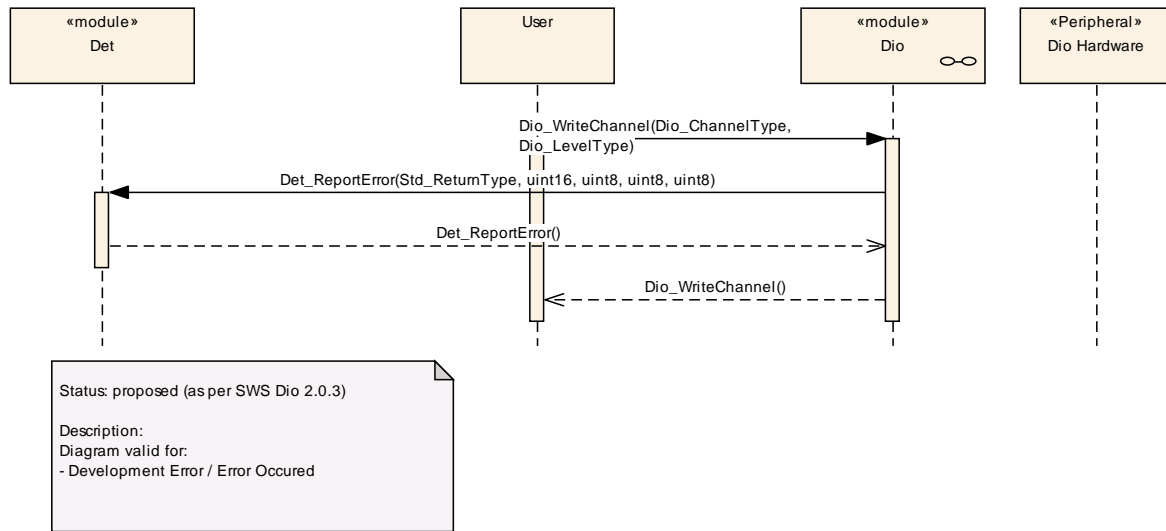 «module»
Det
User
«module»
Dio
«Peripheral»
Dio Hardware
Dio_WriteChannel(Dio_ChannelType,
Dio_LevelType)
Det_ReportError(Std_ReturnType, uint16, uint8, uint8, uint8)
Det_ReportError()
Dio_WriteChannel()
Status: proposed (as per SWS Dio 2.0.3)
Description:
Diagram valid for:
- Development Error / Error Occured